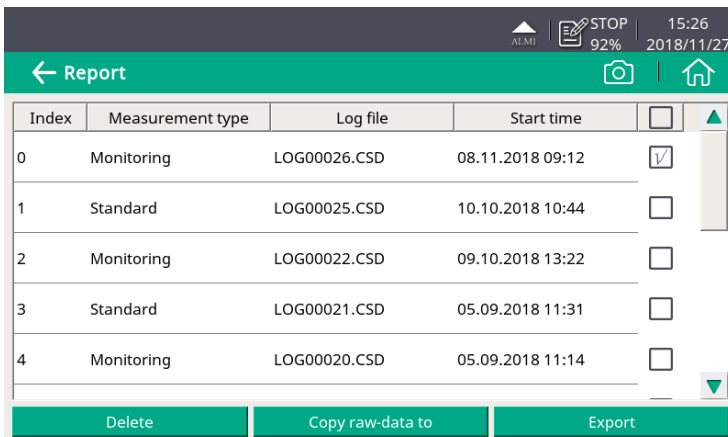 STOP 15:26
ALMI 92% 2018/11/27
Report
Index Measurement type Log file Start time
0 Monitoring LOG00026.CSD 08.11.2018 09:12
1 Standard LOG00025.CSD 10.10.2018 10:44
2 Monitoring LOG00022.CSD 09.10.2018 13:22
3 Standard LOG00021.CSD 05.09.2018 11:31
4 Monitoring LOG00020.CSD 05.09.2018 11:14
Delete Copy raw-data to Export